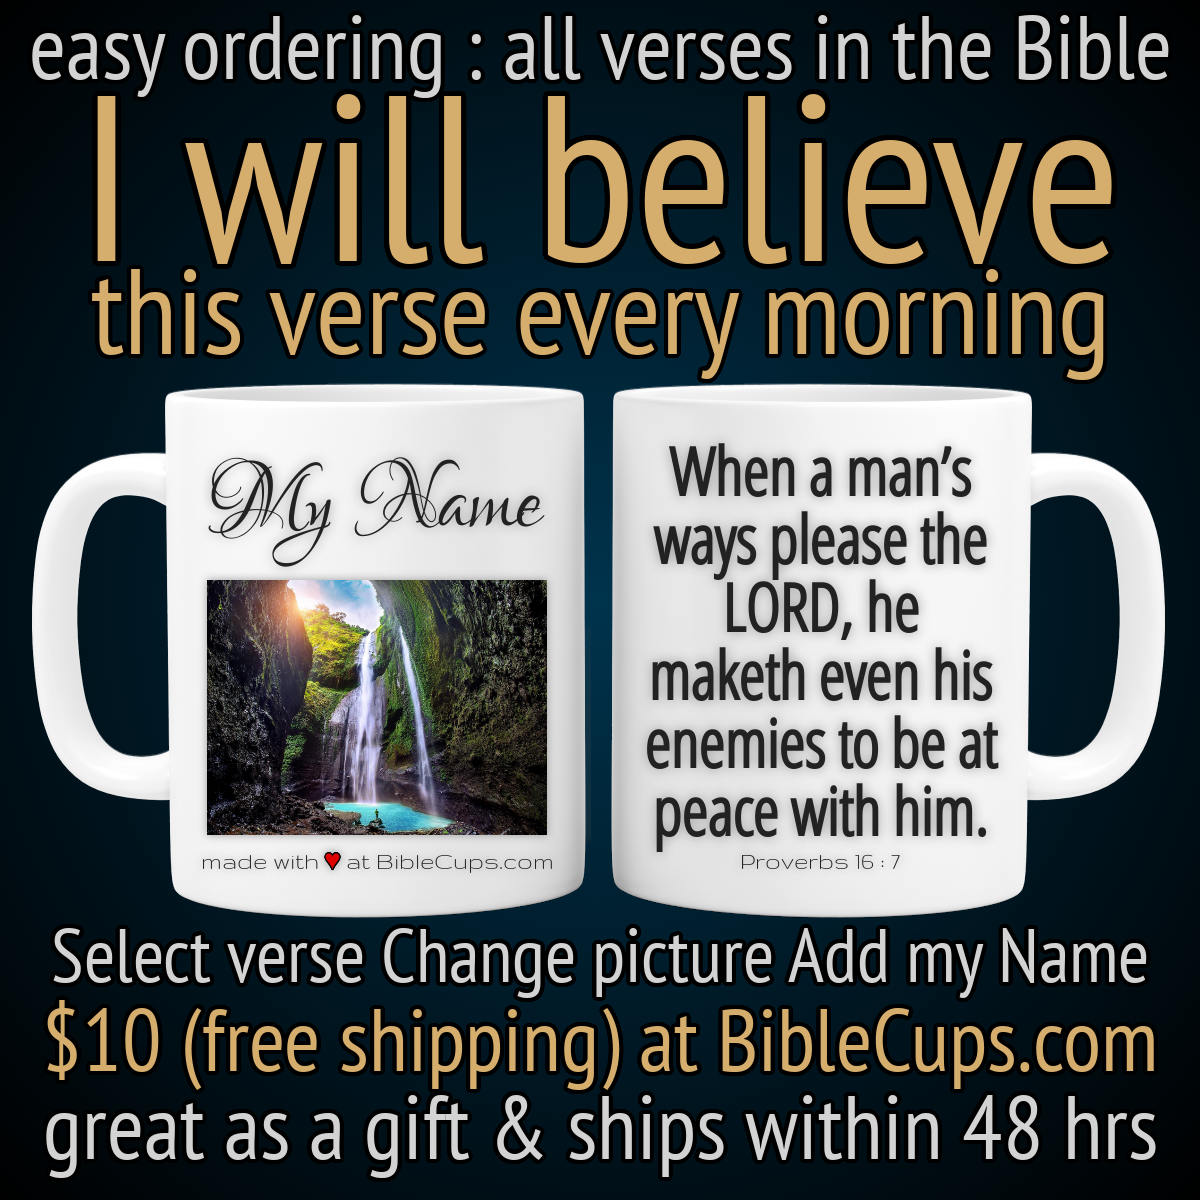 easy ordering : all verses in the Bible
I will believe
this verse every morning
My Name
made with ♥ at BibleCups.com
When a man’s
ways please the
LORD, he
maketh even his
enemies to be at
peace with him.
Proverbs 16 : 7
Select verse Change picture Add my Name
$10 (free shipping) at BibleCups.com
great as a gift & ships within 48 hrs